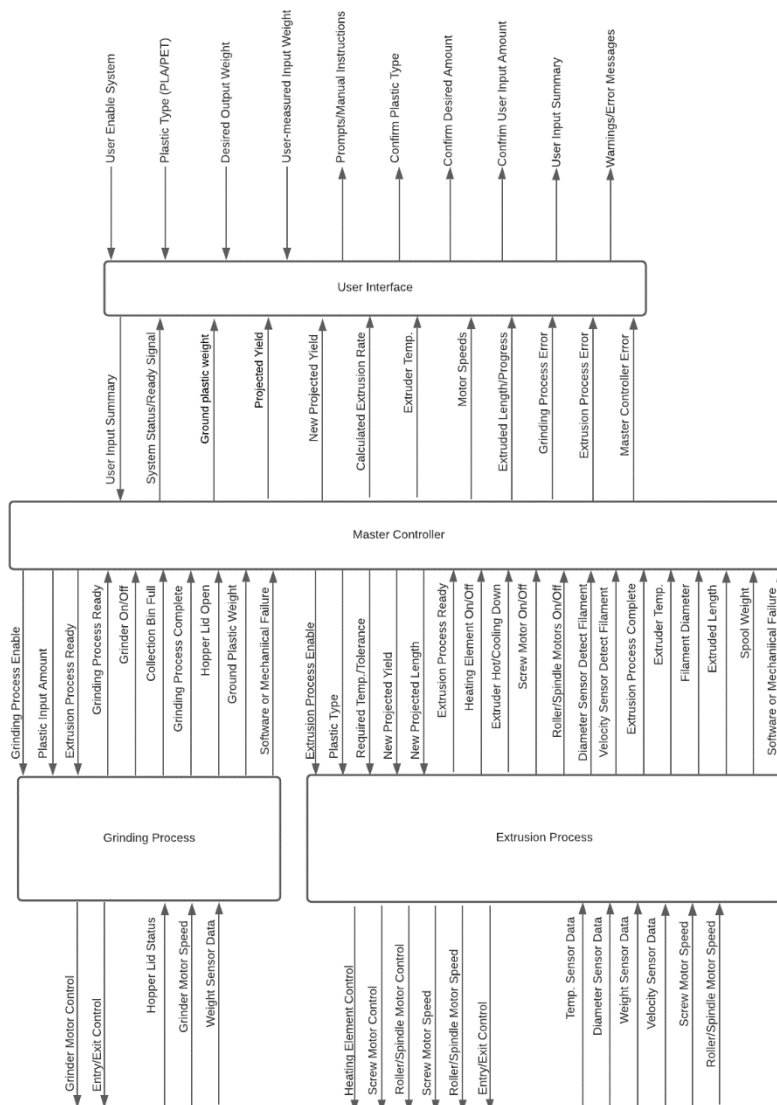 User Enable System
Plastic Type (PLA/PET)
Desired Output Weight
User-measured Input Weight
Prompts/Manual Instructions
Confirm Plastic Type
Confirm Desired Amount
Confrim User Input Amount
User Input Summary
Warnings/Error Messages
User Interface
User Input Summary
System Status/Ready Signal
Ground plastic weight
Projected Yield
New Projected Yield
Calculated Extrusion Rate
Extruder Temp.
Motor Speeds
Extruded Length/Progress
Grinding Process Error
Extrusion Process Error
Master Controller Error
Master Controller
Grinding Process Enable
Plastic Input Amount
Extrusion Process Ready
Grinding Process Ready
Grinder On/Off
Collection Bin Full
Grinding Process Complete
Hopper Lid Open
Ground Plastic Weight
Software or Mechaniical Failure
Extrusion Process Enable
Plastic Type
Required Temp./Tolerance
New Projected Yield
New Projected Length
Extrusion Process Ready
Heating Element On/Off
Extruder Hot/Cooling Down
Screw Motor On/Off
Roller/Spindle Motors On/Off
Diameter Sensor Detect Filament
Velocity Sensor Detect Filament
Extrusion Process Complete
Extruder Temp.
Filament Diameter
Extruded Length
Spool Weight
Software or Mechaniical Failure
Grinding Process
Extrusion Process
Grinder Motor Control
Entry/Exit Control
Hopper Lid Status
Grinder Motor Speed
Weight Sensor Data
Heating Element Control
Screw Motor Control
Roller/Spindle Motor Control
Screw Motor Speed
Roller/Spindle Motor Speed
Entry/Exit Control
Temp. Sensor Data
Diameter Sensor Data
Weight Sensor Data
Velocity Sensor Data
Screw Motor Speed
Roller/Spindle Motor Speed